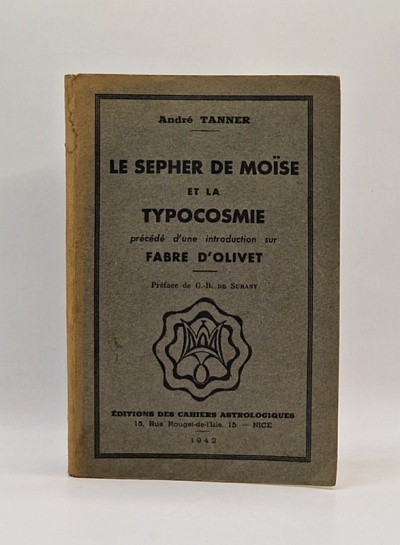 André TANNER
LE SEPHER DE MOÏSE
ET LA
TYPOCOSMIE
précédé d'une introduction sur
FABRE D'OLIVET
Préface de G.-B. DE SURANY
ÉDITIONS DES CAHIERS ASTROLOGIQUES
15, Rue Rouget-de-l'Isle, 15 — NICE
1942